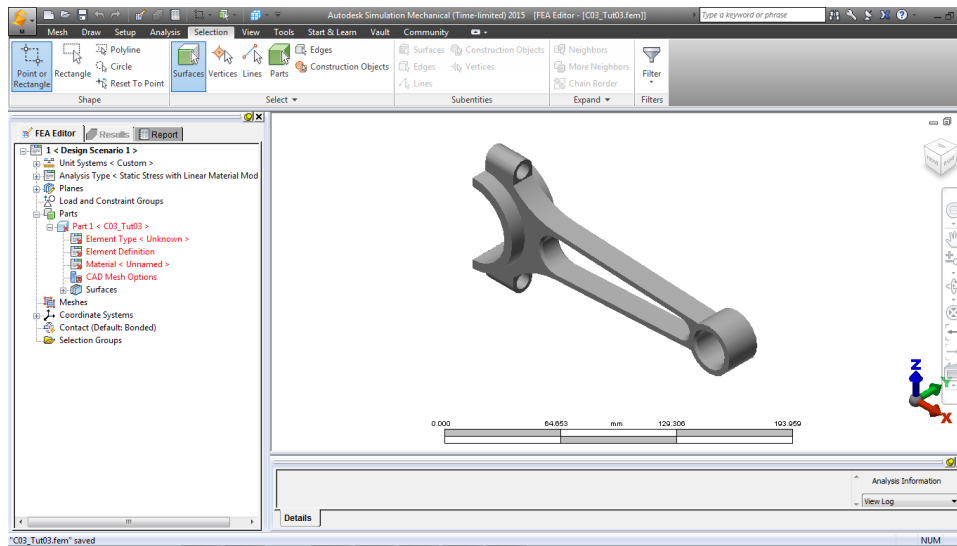 Autodesk Simulation Mechanical (Time-limited) 2015 [FEA Editor - [C03_Tut03.fem]]
Type a keyword or phrase
M Mesh Draw Setup Analysis Selection View Tools Start & Learn Vault Community
Point or Rectangle
Rectangle
Polyline
Circle
Reset To Point
Shape
Surfaces
Vertices
Lines
Parts
Edges
Construction Objects
Select
Surfaces
Construction Objects
Edges
Vertices
Lines
Subentities
Neighbors
More Neighbors
Chain Border
Expand
Filter
Filters
FEA Editor
Results
Report
1 < Design Scenario 1 >
Unit Systems < Custom >
Analysis Type < Static Stress with Linear Material Mod
Planes
Load and Constraint Groups
Parts
Part 1 < C03_Tut03 >
Element Type < Unknown >
Element Definition
Material < Unnamed >
CAD Mesh Options
Surfaces
Meshes
Coordinate Systems
Contact (Default: Bonded)
Selection Groups
Z
Y
X
0.000 64.653 mm 129.306 193.959
Analysis Information
View Log
Details
"C03_Tut03.fem" saved
NUM